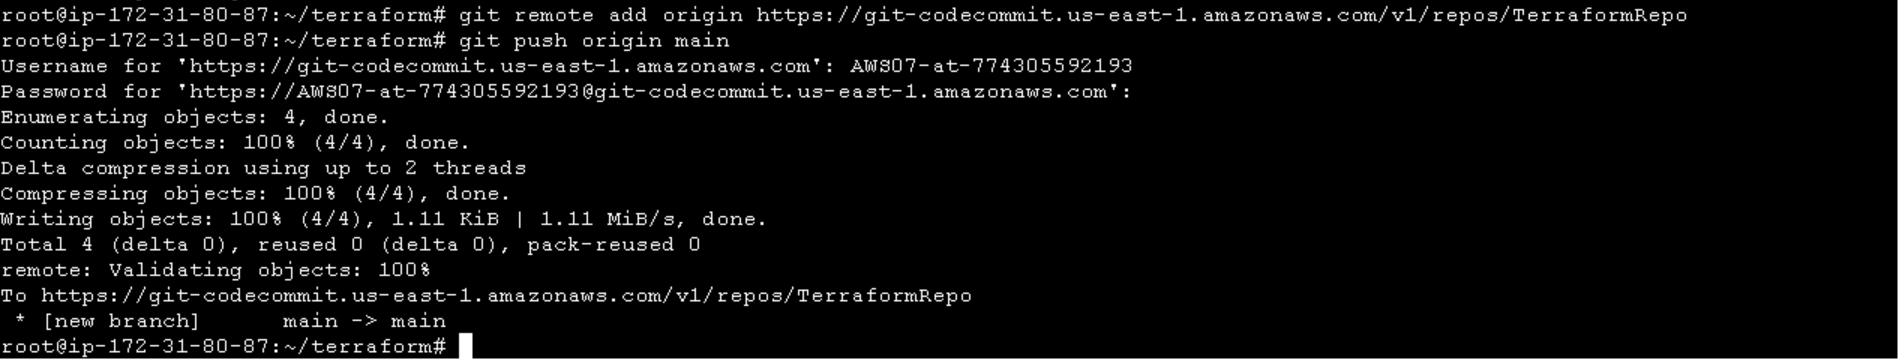 root@ip-172-31-80-87:~/terraform# git remote add origin https://git-codecommit.us-east-1.amazonaws.com/v1/repos/TerraformRepo
root@ip-172-31-80-87:~/terraform# git push origin main
Username for 'https://git-codecommit.us-east-1.amazonaws.com': AWS07-at-774305592193
Password for 'https://AWS07-at-774305592193@git-codecommit.us-east-1.amazonaws.com':
Enumerating objects: 4, done.
Counting objects: 100% (4/4), done.
Delta compression using up to 2 threads
Compressing objects: 100% (4/4), done.
Writing objects: 100% (4/4), 1.11 KiB | 1.11 MiB/s, done.
Total 4 (delta 0), reused 0 (delta 0), pack-reused 0
remote: Validating objects: 100%
To https://git-codecommit.us-east-1.amazonaws.com/v1/repos/TerraformRepo
 * [new branch]      main -> main
root@ip-172-31-80-87:~/terraform#